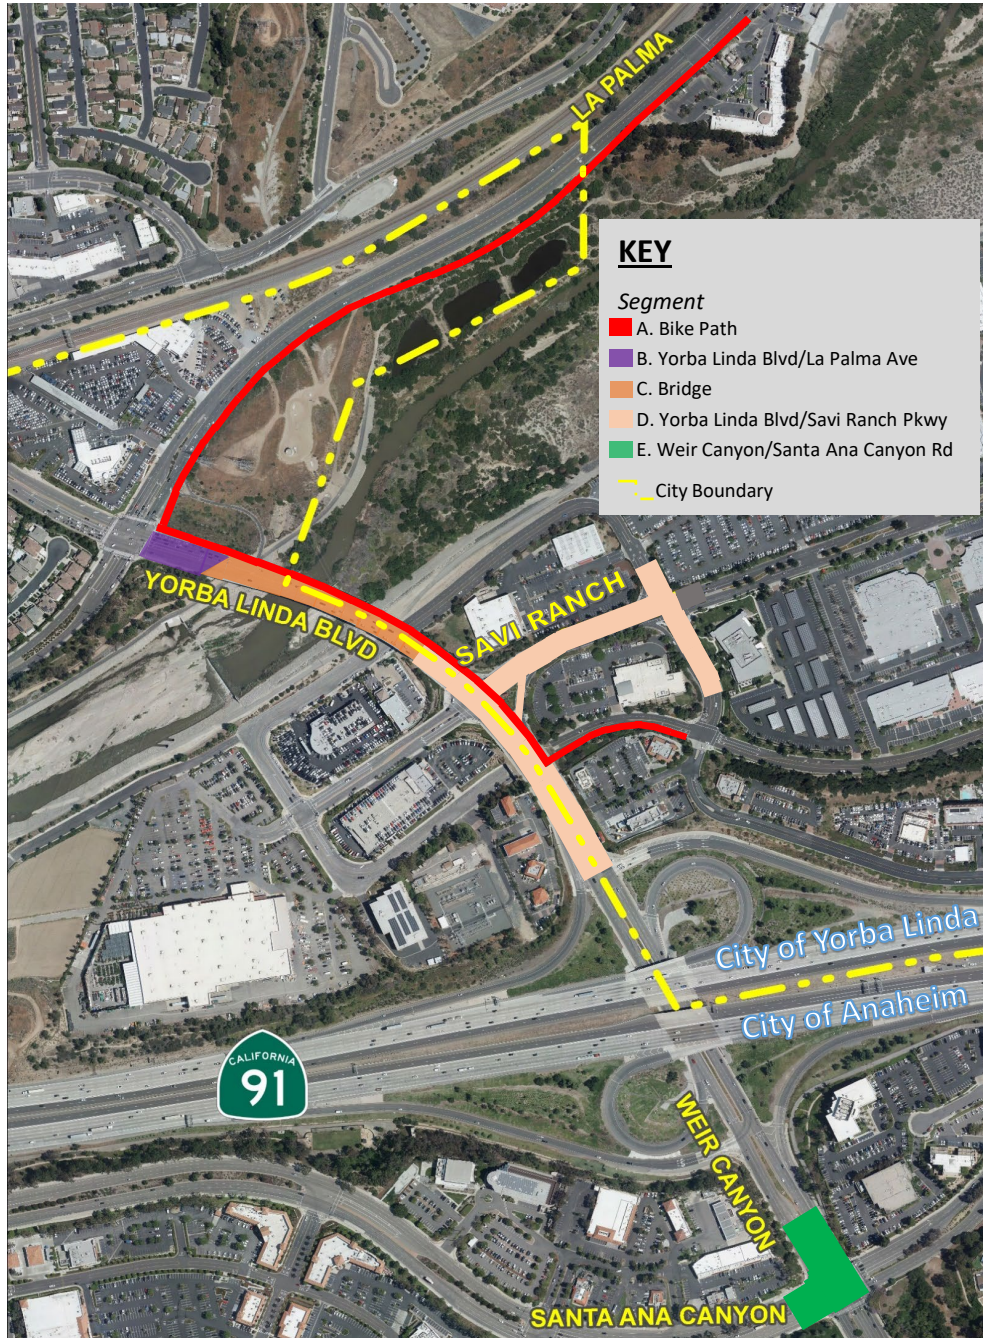 LA PALMA
KEY
Segment
A. Bike Path
B. Yorba Linda Blvd/La Palma Ave
C. Bridge
D. Yorba Linda Blvd/Savi Ranch Pkwy
E. Weir Canyon/Santa Ana Canyon Rd
City Boundary
YORBA LINDA BLVD
SAVI RANCH
City of Yorba Linda
City of Anaheim
CALIFORNIA
91
WEIR CANYON
SANTA ANA CANYON